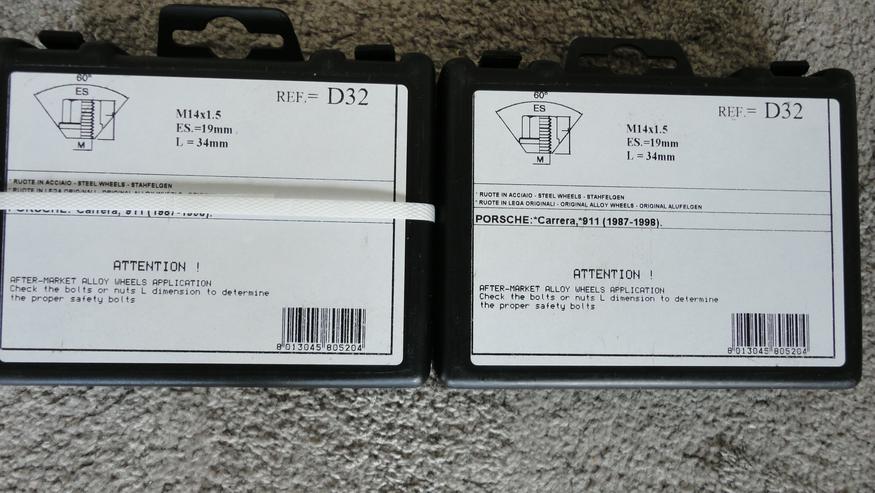 60°
ES
M
REF.= D32
M14x1.5
ES.=19mm
L = 34mm
* RUOTE IN ACCIAIO - STEEL WHEELS - STAHFELGEN
PORSCHE: Carrera, 911 (1987-1998).
ATTENTION !
AFTER-MARKET ALLOY WHEELS APPLICATION
Check the bolts or nuts L dimension to determine
the proper safety bolts
8 013045 805204
60°
ES
M
REF.= D32
M14x1.5
ES.=19mm
L = 34mm
* RUOTE IN ACCIAIO - STEEL WHEELS - STAHFELGEN
* RUOTE IN LEGA ORIGINALI - ORIGINAL ALLOY WHEELS - ORIGINAL ALUFELGEN
PORSCHE:*Carrera,*911 (1987-1998).
ATTENTION !
AFTER-MARKET ALLOY WHEELS APPLICATION
Check the bolts or nuts L dimension to determine
the proper safety bolts
8 013045 805204